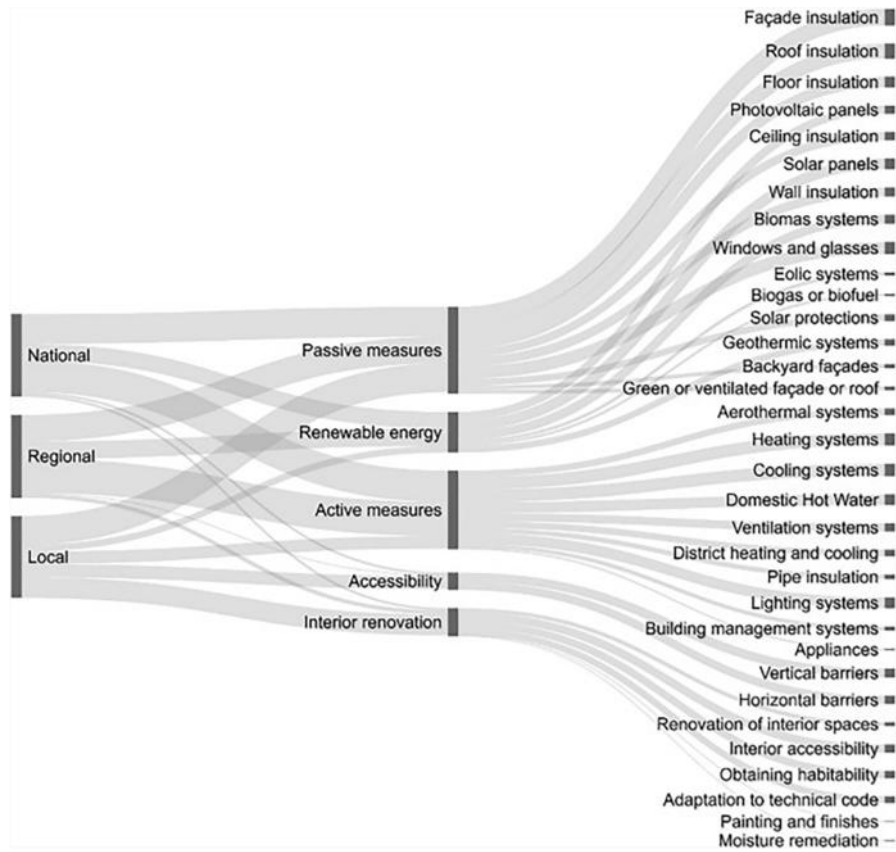 National
Regional
Local
Passive measures
Renewable energy
Active measures
Accessibility
Interior renovation
Façade insulation
Roof insulation
Floor insulation
Photovoltaic panels
Ceiling insulation
Solar panels
Wall insulation
Biomas systems
Windows and glasses
Eolic systems
Biogas or biofuel
Solar protections
Geothermic systems
Backyard façades
Green or ventilated façade or roof
Aerothermal systems
Heating systems
Cooling systems
Domestic Hot Water
Ventilation systems
District heating and cooling
Pipe insulation
Lighting systems
Building management systems
Appliances
Vertical barriers
Horizontal barriers
Renovation of interior spaces
Interior accessibility
Obtaining habitability
Adaptation to technical code
Painting and finishes
Moisture remediation